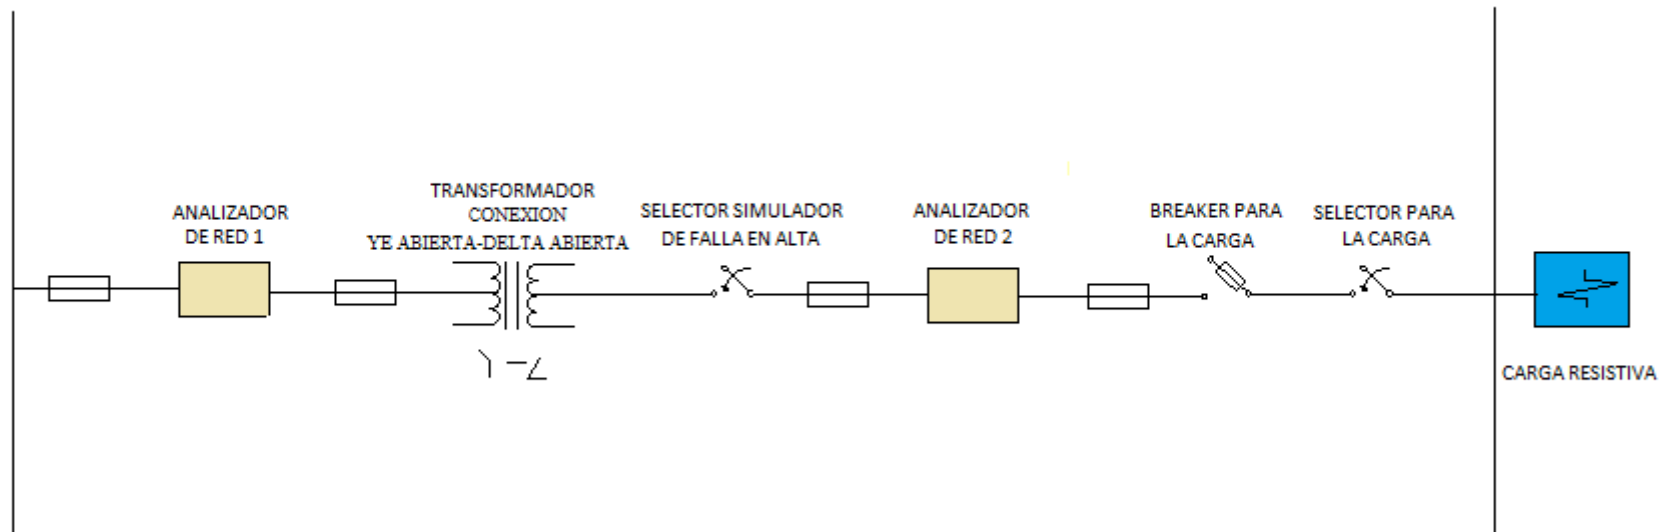 ANALIZADOR
DE RED 1
TRANSFORMADOR
CONEXION
YE ABIERTA-DELTA ABIERTA
SELECTOR SIMULADOR
DE FALLA EN ALTA
ANALIZADOR
DE RED 2
BREAKER PARA
LA CARGA
SELECTOR PARA
LA CARGA
CARGA RESISTIVA